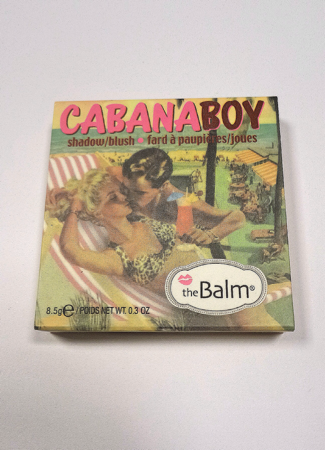 CABANABOY
shadow/blush • fard à paupières/joues
theBalm®
8.5g℮ / POIDS NET WT. 0.3 OZ